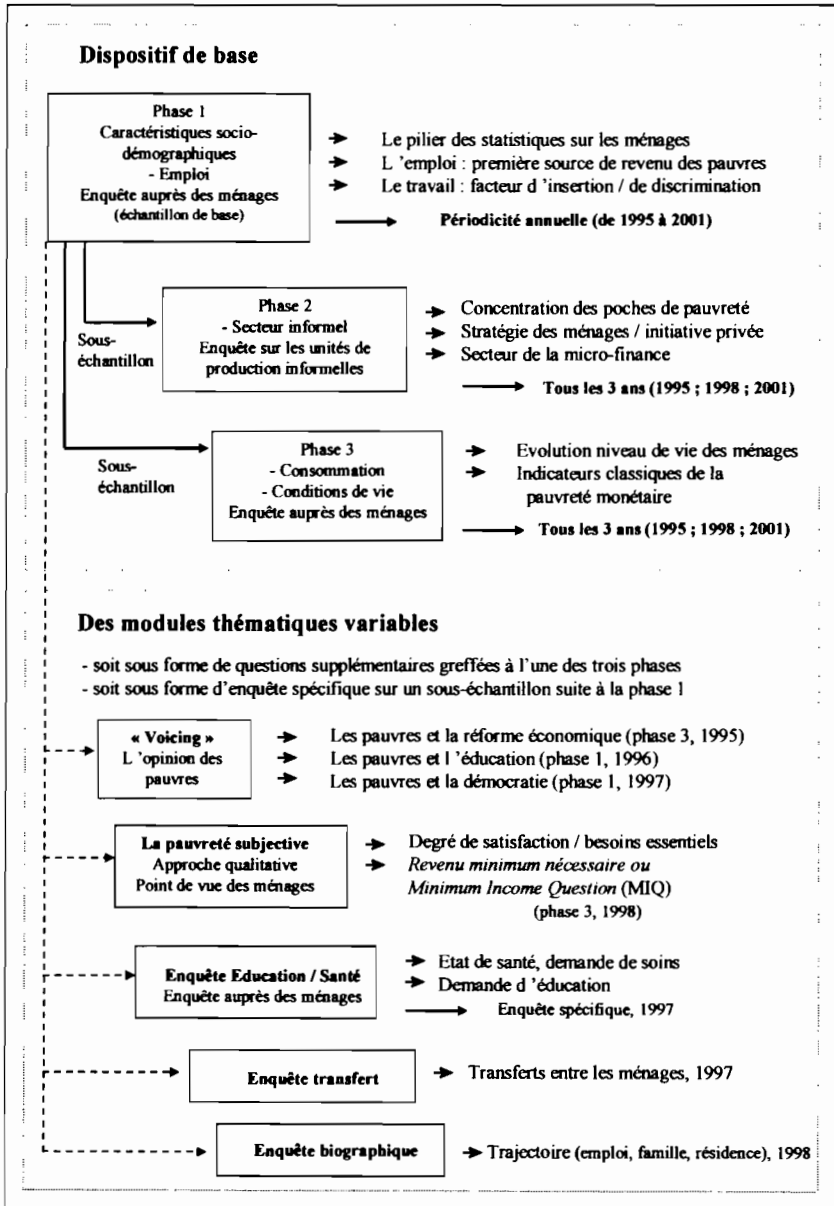 Dispositif de base
Phase 1
Caractéristiques socio-
démographiques
- Emploi
Enquête auprès des ménages
(échantillon de base)
Le pilier des statistiques sur les ménages
L 'emploi : première source de revenu des pauvres
Le travail : facteur d 'insertion / de discrimination
Périodicité annuelle (de 1995 à 2001)
Sous-
échantillon
Phase 2
- Secteur informel
Enquête sur les unités de
production informelles
Concentration des poches de pauvreté
Stratégie des ménages / initiative privée
Secteur de la micro-finance
Tous les 3 ans (1995 ; 1998 ; 2001)
Sous-
échantillon
Phase 3
- Consommation
- Conditions de vie
Enquête auprès des ménages
Evolution niveau de vie des ménages
Indicateurs classiques de la
pauvreté monétaire
Tous les 3 ans (1995 ; 1998 ; 2001)
Des modules thématiques variables
- soit sous forme de questions supplémentaires greffées à l'une des trois phases
- soit sous forme d'enquête spécifique sur un sous-échantillon suite à la phase 1
« Voicing »
L 'opinion des
pauvres
Les pauvres et la réforme économique (phase 3, 1995)
Les pauvres et l 'éducation (phase 1, 1996)
Les pauvres et la démocratie (phase 1, 1997)
La pauvreté subjective
Approche qualitative
Point de vue des ménages
Degré de satisfaction / besoins essentiels
Revenu minimum nécessaire ou
Minimum Income Question (MIQ)
(phase 3, 1998)
Enquête Education / Santé
Enquête auprès des ménages
Etat de santé, demande de soins
Demande d 'éducation
Enquête spécifique, 1997
Enquête transfert
Transferts entre les ménages, 1997
Enquête biographique
Trajectoire (emploi, famille, résidence), 1998